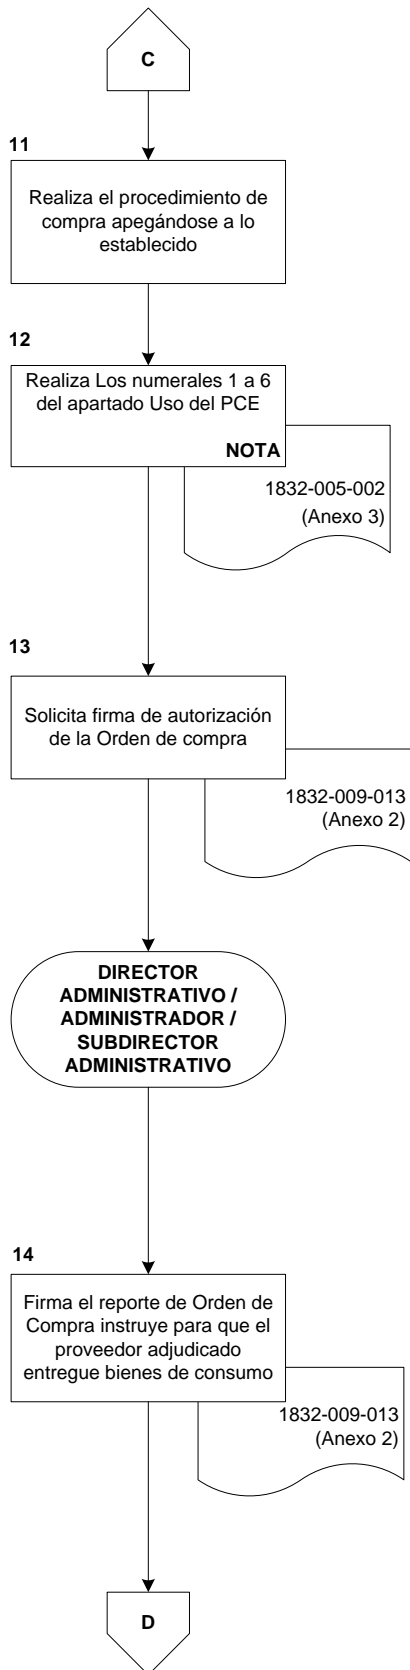 C
11
Realiza el procedimiento de
compra apegándose a lo
establecido
12
Realiza Los numerales 1 a 6
del apartado Uso del PCE
NOTA
1832-005-002
(Anexo 3)
13
Solicita firma de autorización
de la Orden de compra
1832-009-013
(Anexo 2)
DIRECTOR
ADMINISTRATIVO /
ADMINISTRADOR /
SUBDIRECTOR
ADMINISTRATIVO
14
Firma el reporte de Orden de
Compra instruye para que el
proveedor adjudicado
entregue bienes de consumo
1832-009-013
(Anexo 2)
D